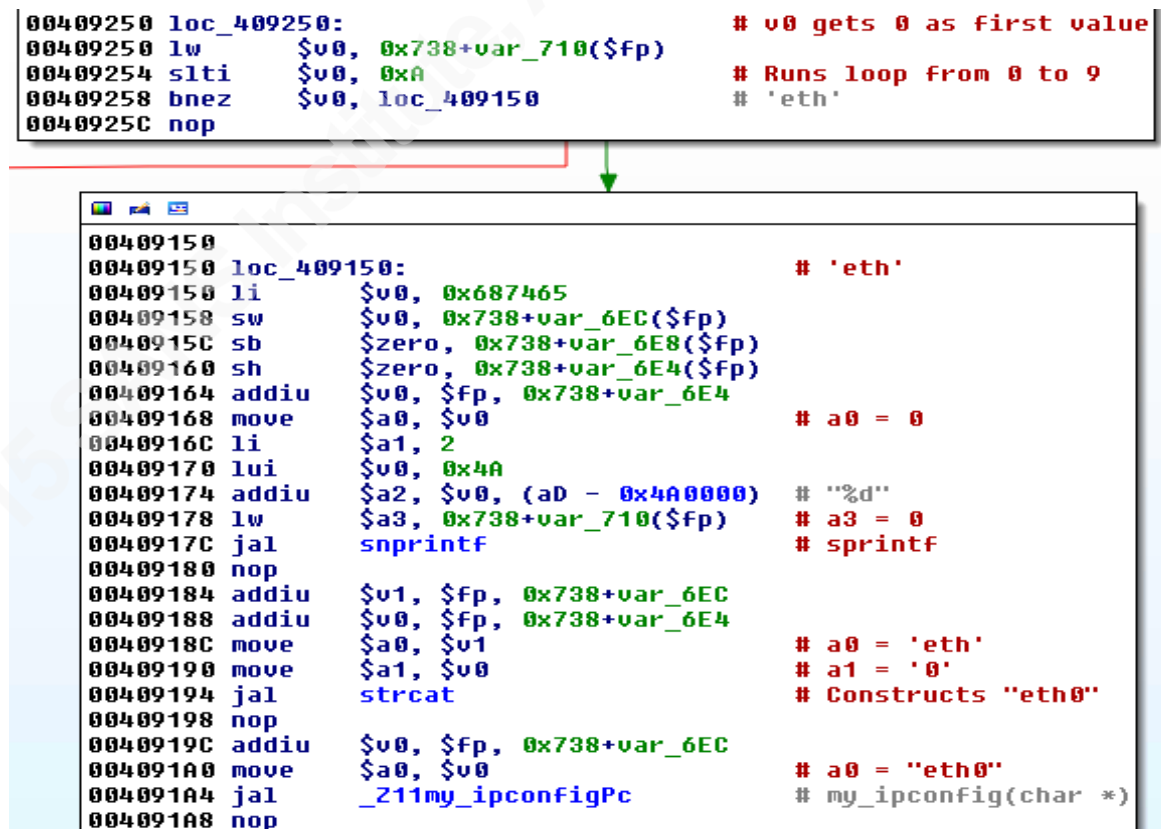 00409250 loc_409250: # v0 gets 0 as first value
00409250 lw $v0, 0x738+var_710($fp)
00409254 slti $v0, 0xA # Runs loop from 0 to 9
00409258 bnez $v0, loc_409150 # 'eth'
0040925C nop
00409150
00409150 loc_409150: # 'eth'
00409150 li $v0, 0x687465
00409158 sw $v0, 0x738+var_6EC($fp)
0040915C sb $zero, 0x738+var_6E8($fp)
00409160 sh $zero, 0x738+var_6E4($fp)
00409164 addiu $v0, $fp, 0x738+var_6E4
00409168 move $a0, $v0 # a0 = 0
0040916C li $a1, 2
00409170 lui $v0, 0x4A
00409174 addiu $a2, $v0, (aD - 0x4A0000) # "%d"
00409178 lw $a3, 0x738+var_710($fp) # a3 = 0
0040917C jal snprintf # sprintf
00409180 nop
00409184 addiu $v1, $fp, 0x738+var_6EC
00409188 addiu $v0, $fp, 0x738+var_6E4
0040918C move $a0, $v1 # a0 = 'eth'
00409190 move $a1, $v0 # a1 = '0'
00409194 jal strcat # Constructs "eth0"
00409198 nop
0040919C addiu $v0, $fp, 0x738+var_6EC
004091A0 move $a0, $v0 # a0 = "eth0"
004091A4 jal _Z11my_ipconfigPc # my_ipconfig(char *)
004091A8 nop